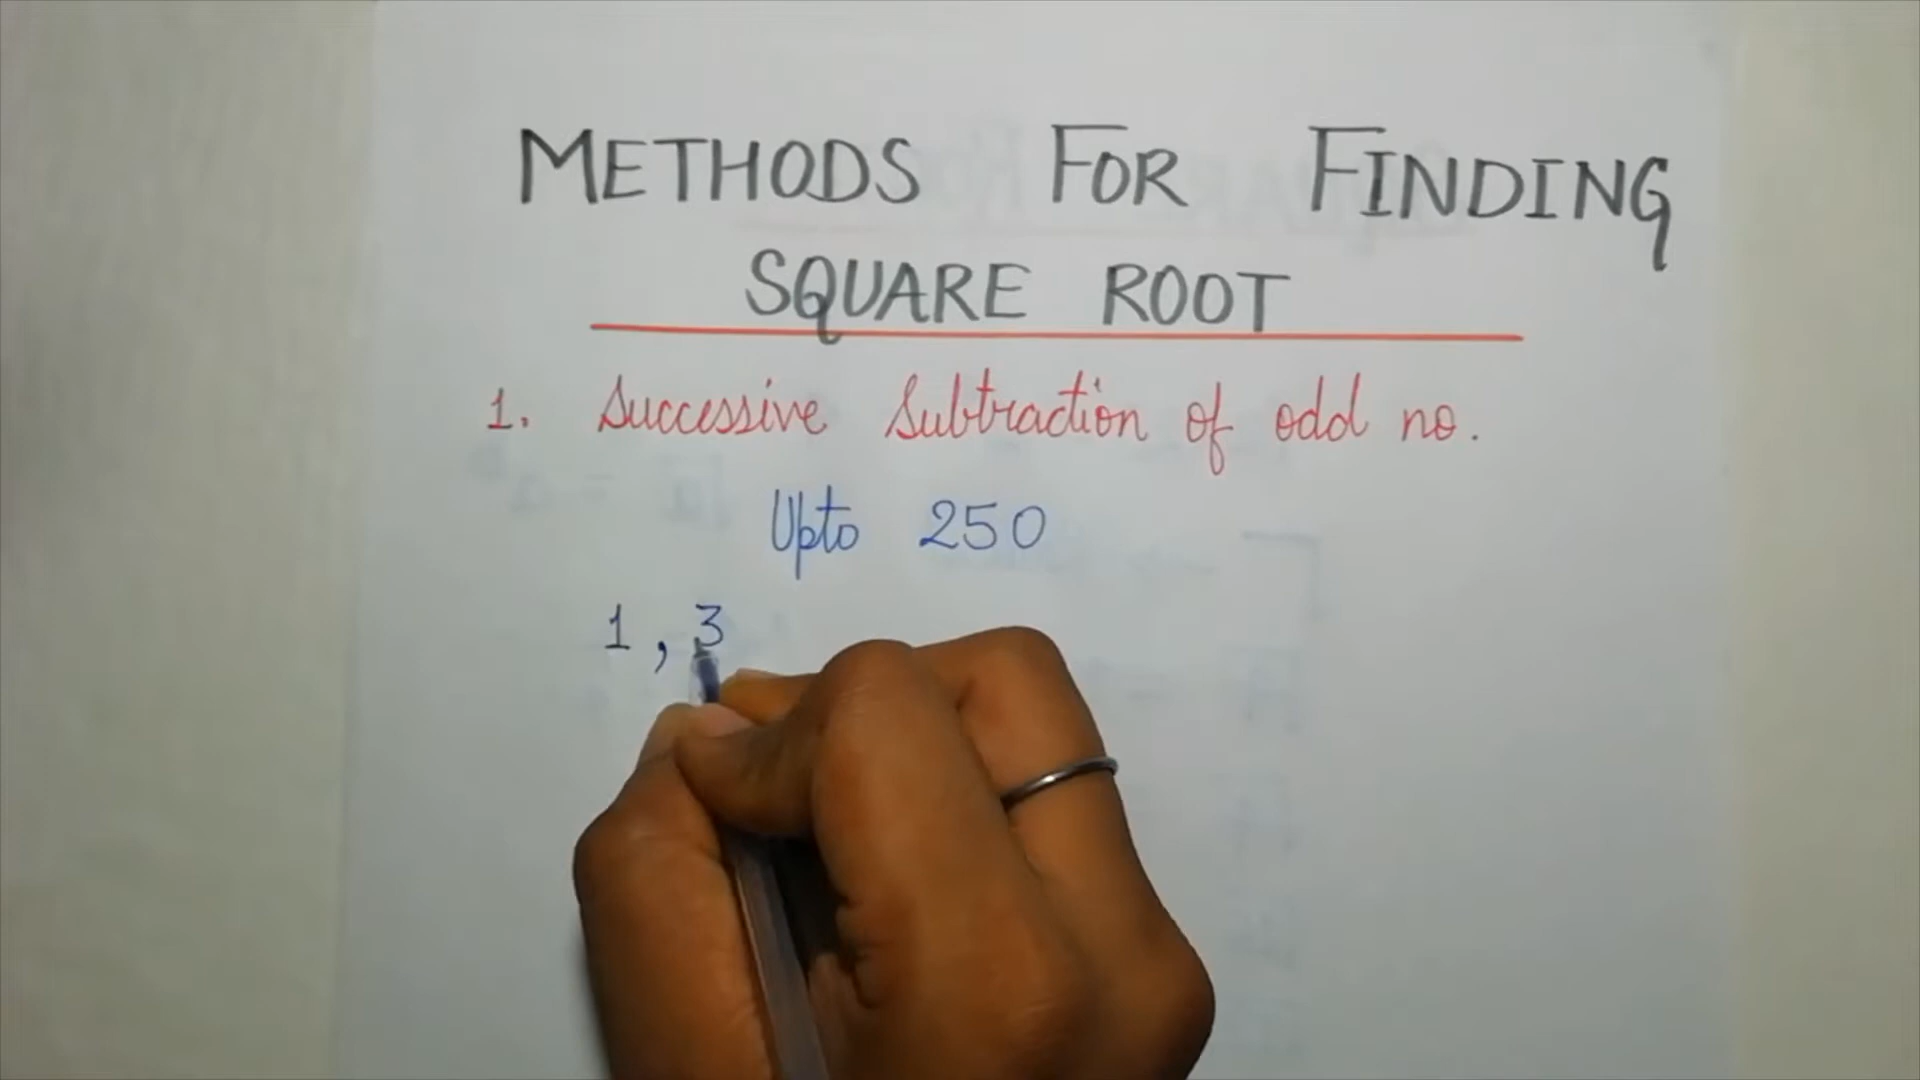 METHODS FOR FINDING
SQUARE ROOT
1. Successive Subtraction of odd no.
Upto 250
1, 3